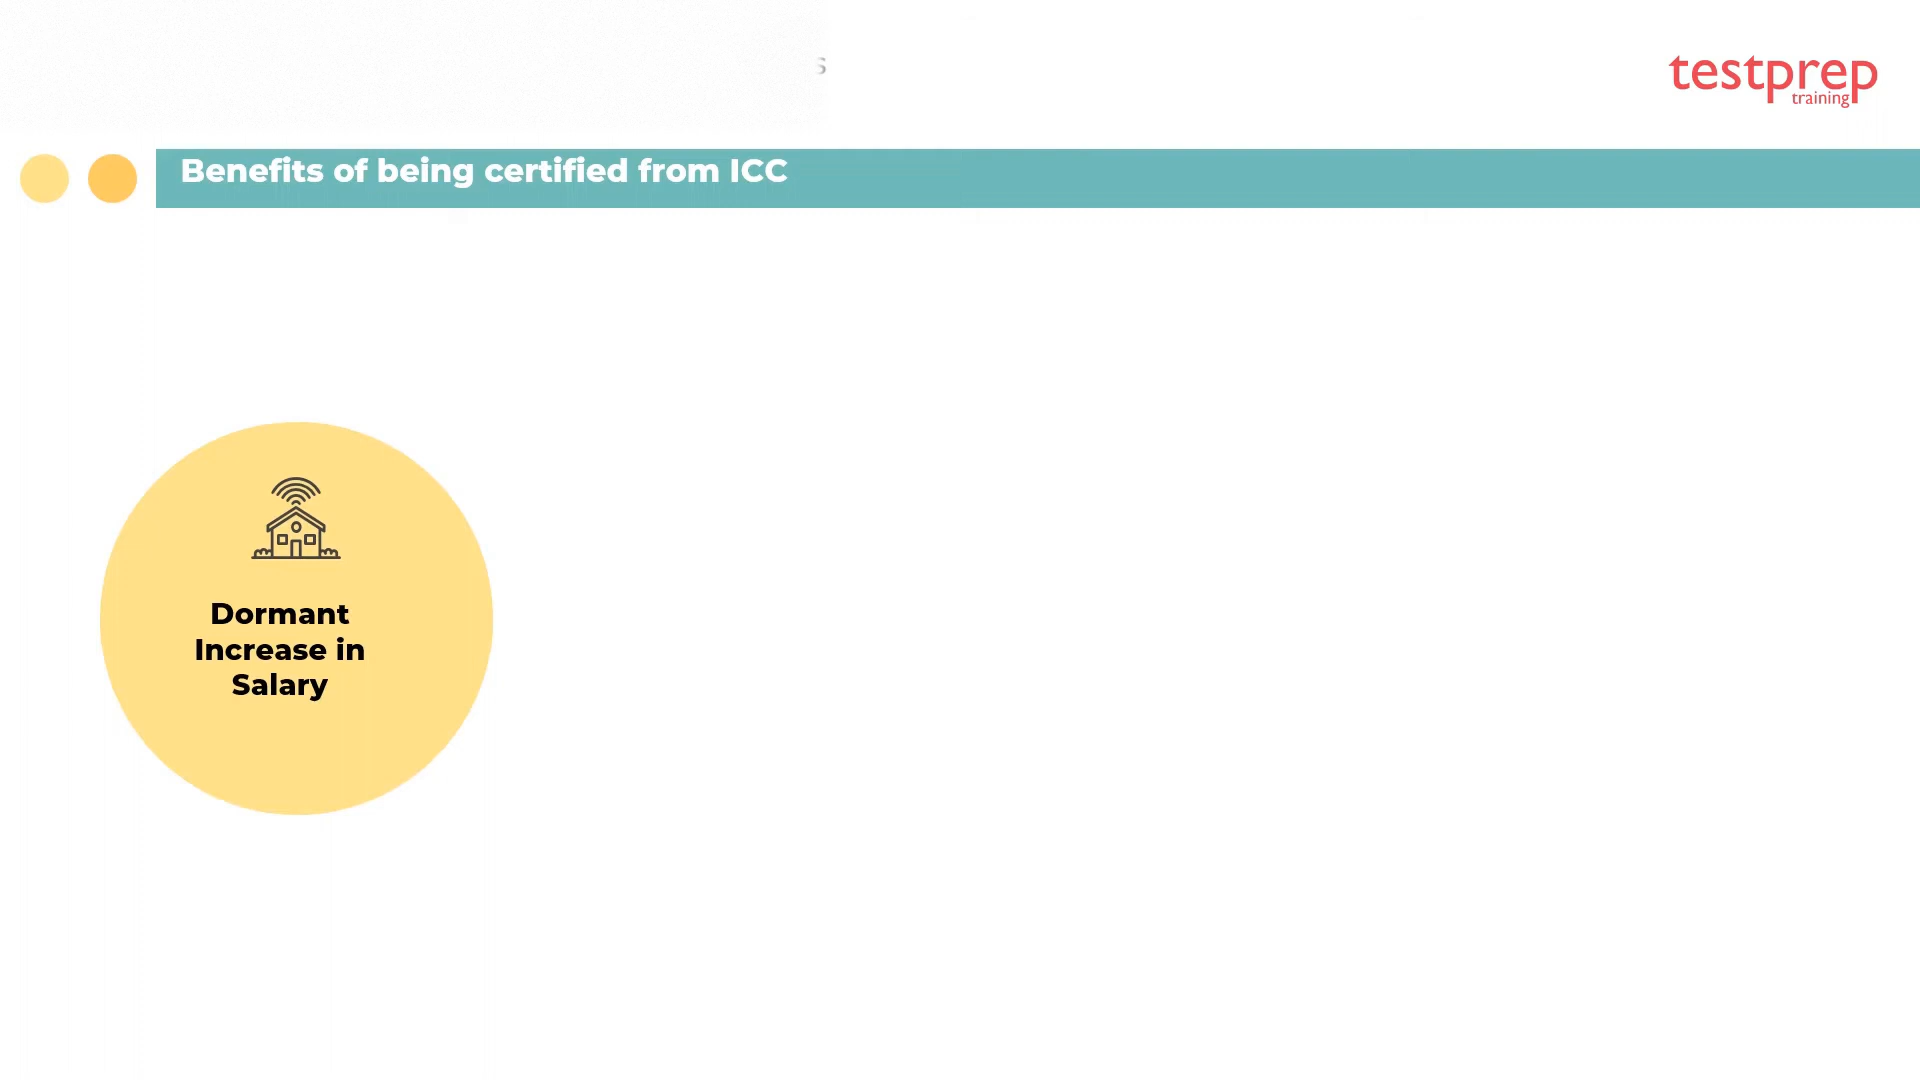 s
testprep
training
Benefits of being certified from ICC
Dormant
Increase in
Salary